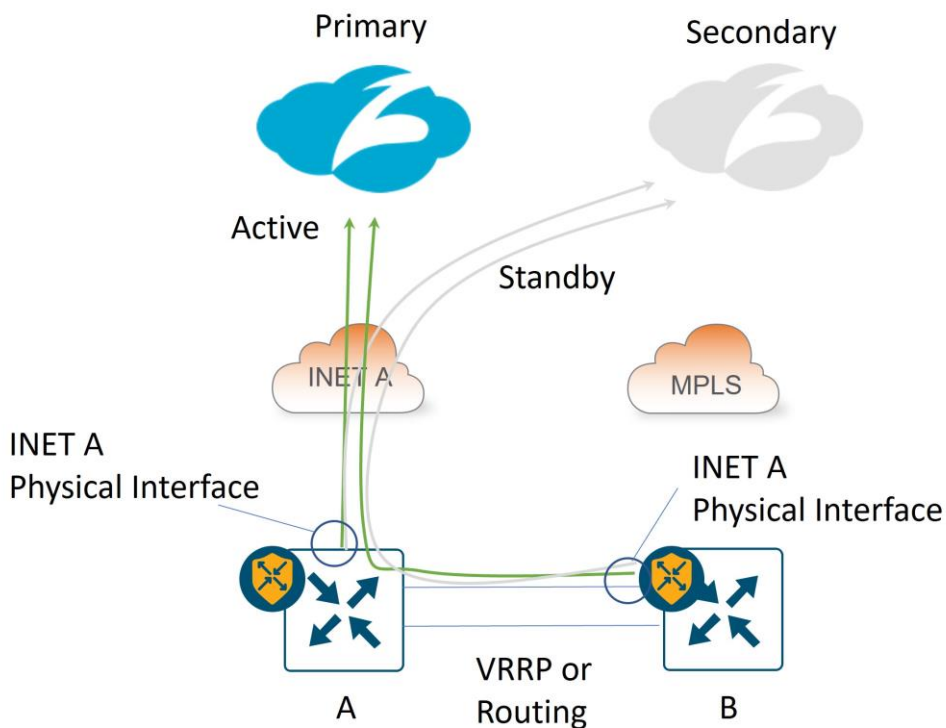 Primary
Secondary
Active
Standby
INET A
MPLS
INET A
Physical Interface
INET A
Physical Interface
VRRP or
Routing
A
B